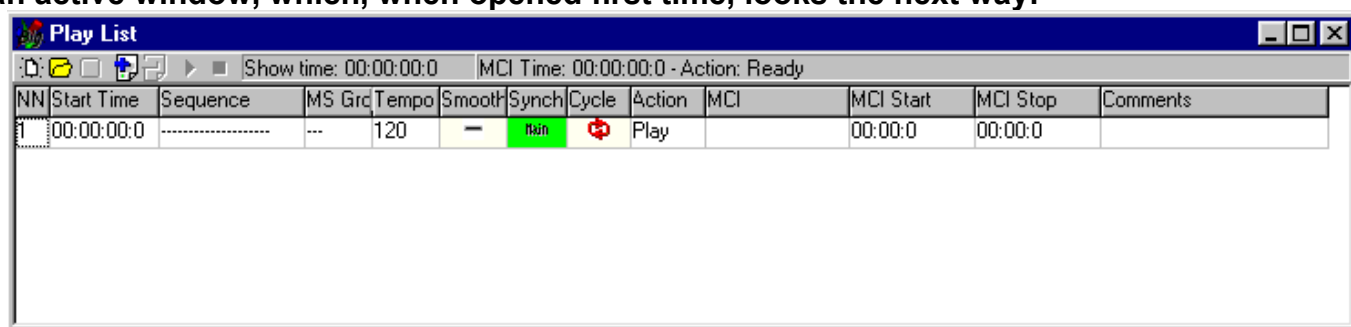 an active window, which, when opened first time, looks the next way:
Play List
Show time: 00:00:00:0 MCI Time: 00:00:00:0 - Action: Ready
NN Start Time Sequence MS Grc Tempo Smooth Synch Cycle Action MCI MCI Start MCI Stop Comments
1 00:00:00:0 ------------------- --- 120 Main Play 00:00:0 00:00:0